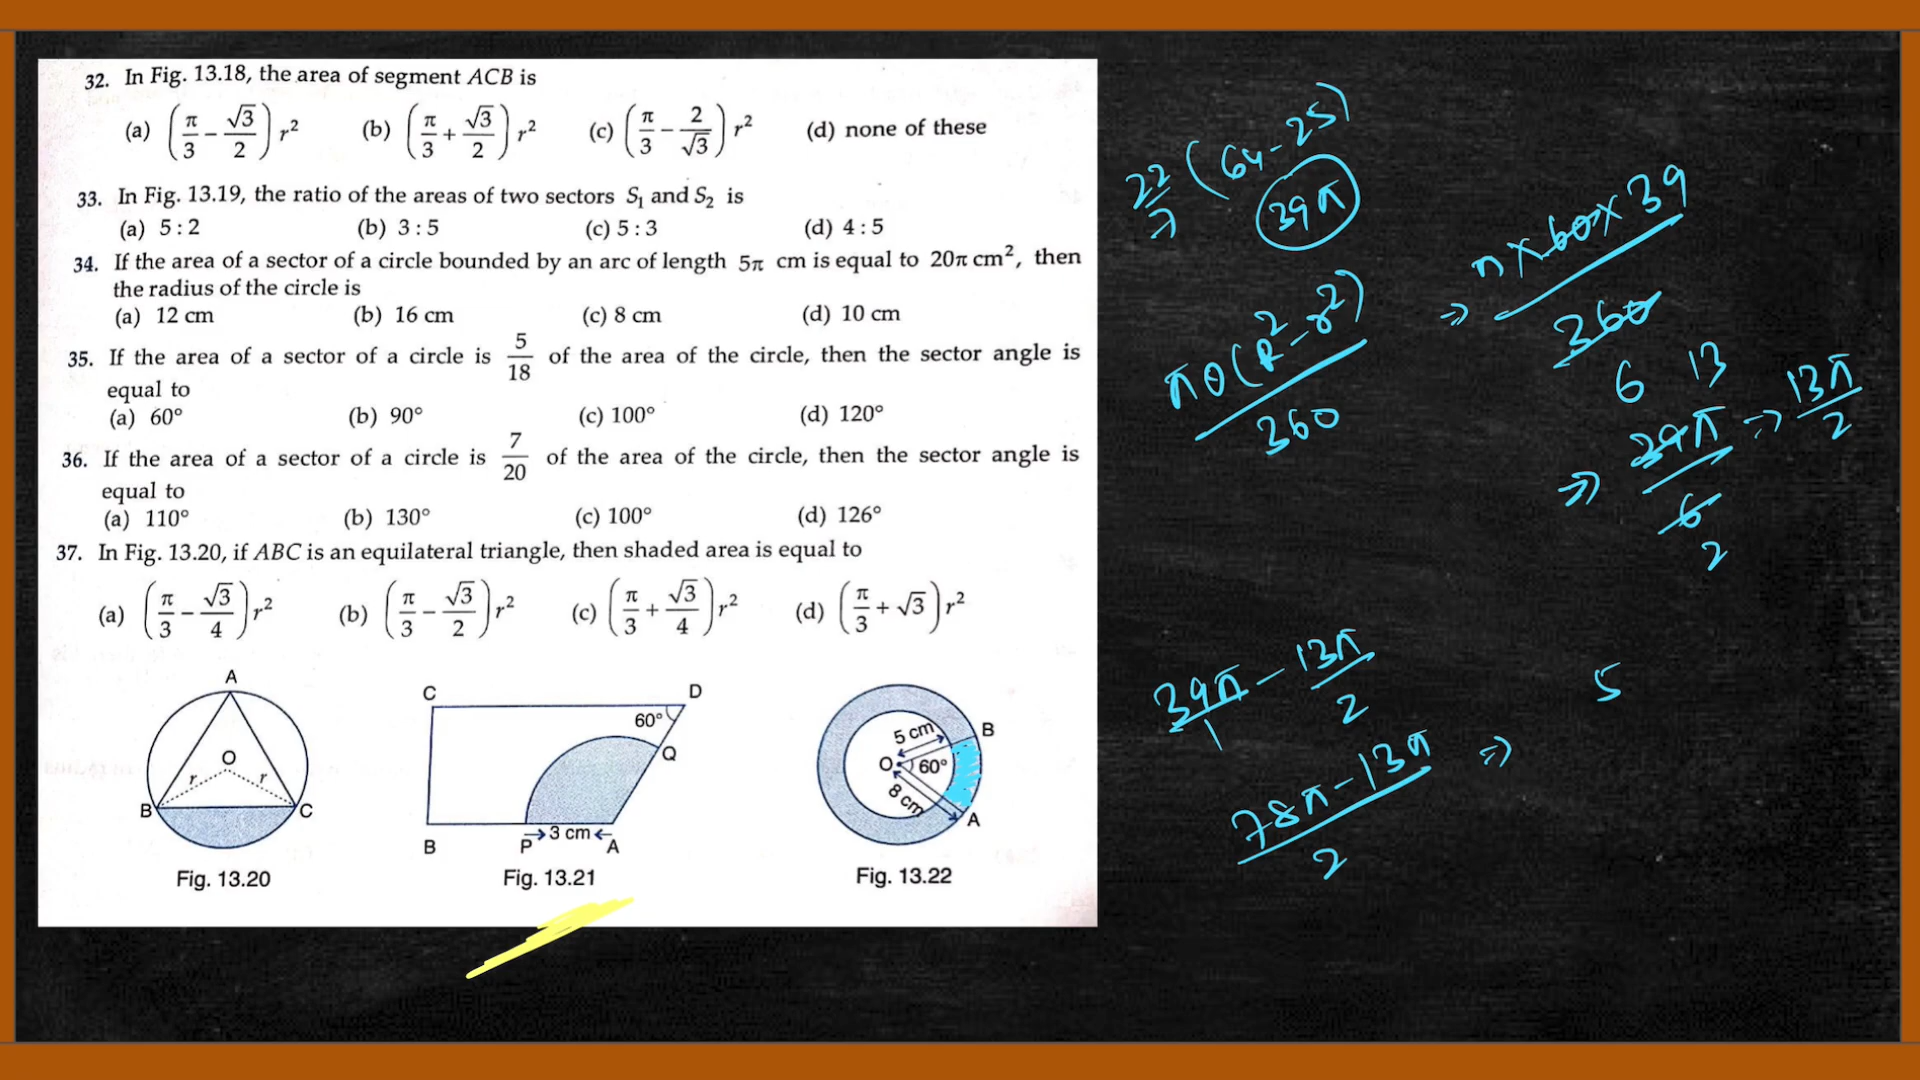 32. In Fig. 13.18, the area of segment ACB is
(a) (π/3 − √3/2) r² (b) (π/3 + √3/2) r² (c) (π/3 − 2/√3) r² (d) none of these
33. In Fig. 13.19, the ratio of the areas of two sectors S₁ and S₂ is
(a) 5 : 2 (b) 3 : 5 (c) 5 : 3 (d) 4 : 5
34. If the area of a sector of a circle bounded by an arc of length 5π cm is equal to 20π cm², then
the radius of the circle is
(a) 12 cm (b) 16 cm (c) 8 cm (d) 10 cm
35. If the area of a sector of a circle is 5/18 of the area of the circle, then the sector angle is
equal to
(a) 60° (b) 90° (c) 100° (d) 120°
36. If the area of a sector of a circle is 7/20 of the area of the circle, then the sector angle is
equal to
(a) 110° (b) 130° (c) 100° (d) 126°
37. In Fig. 13.20, if ABC is an equilateral triangle, then shaded area is equal to
(a) (π/3 − √3/4) r² (b) (π/3 − √3/2) r² (c) (π/3 + √3/4) r² (d) (π/3 + √3) r²
A
O
r r
B C
Fig. 13.20
C D
60°
Q
B P 3 cm A
Fig. 13.21
5 cm B
O 60°
8 cm
A
Fig. 13.22
22/7 (64 - 25)
39π
πθ(R² - r²)/360
⇒ π × 60 × 39 / 360
6 13
⇒ 39π/6 ⇒ 13π/2
2
39π/1 - 13π/2
5
78π - 13π / 2 ⇒